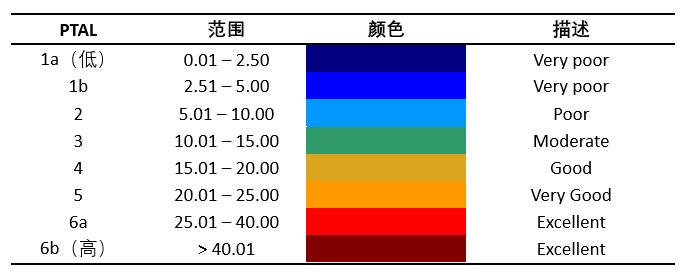 PTAL 范围 颜色 描述
1a（低） 0.01 – 2.50 Very poor
1b 2.51 – 5.00 Very poor
2 5.01 – 10.00 Poor
3 10.01 – 15.00 Moderate
4 15.01 – 20.00 Good
5 20.01 – 25.00 Very Good
6a 25.01 – 40.00 Excellent
6b（高） > 40.01 Excellent